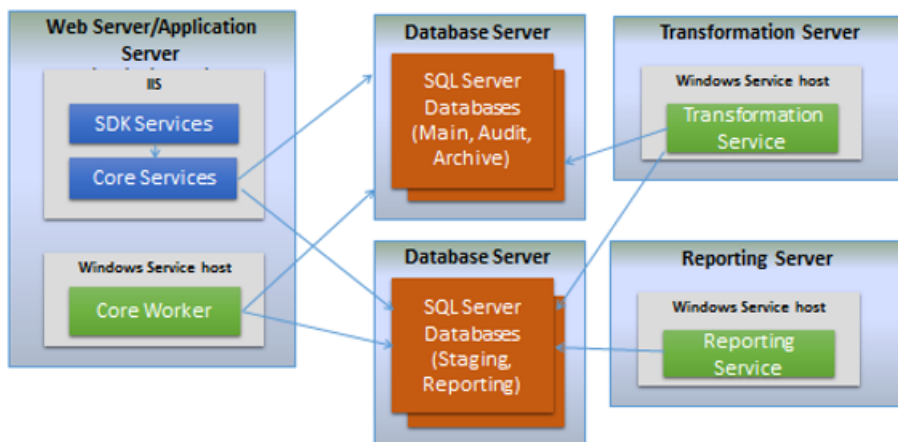 Web Server/Application
Server
IIS
SDK Services
Core Services
Windows Service host
Core Worker
Database Server
SQL Server
Databases
(Main, Audit,
Archive)
Database Server
SQL Server
Databases
(Staging,
Reporting)
Transformation Server
Windows Service host
Transformation
Service
Reporting Server
Windows Service host
Reporting
Service